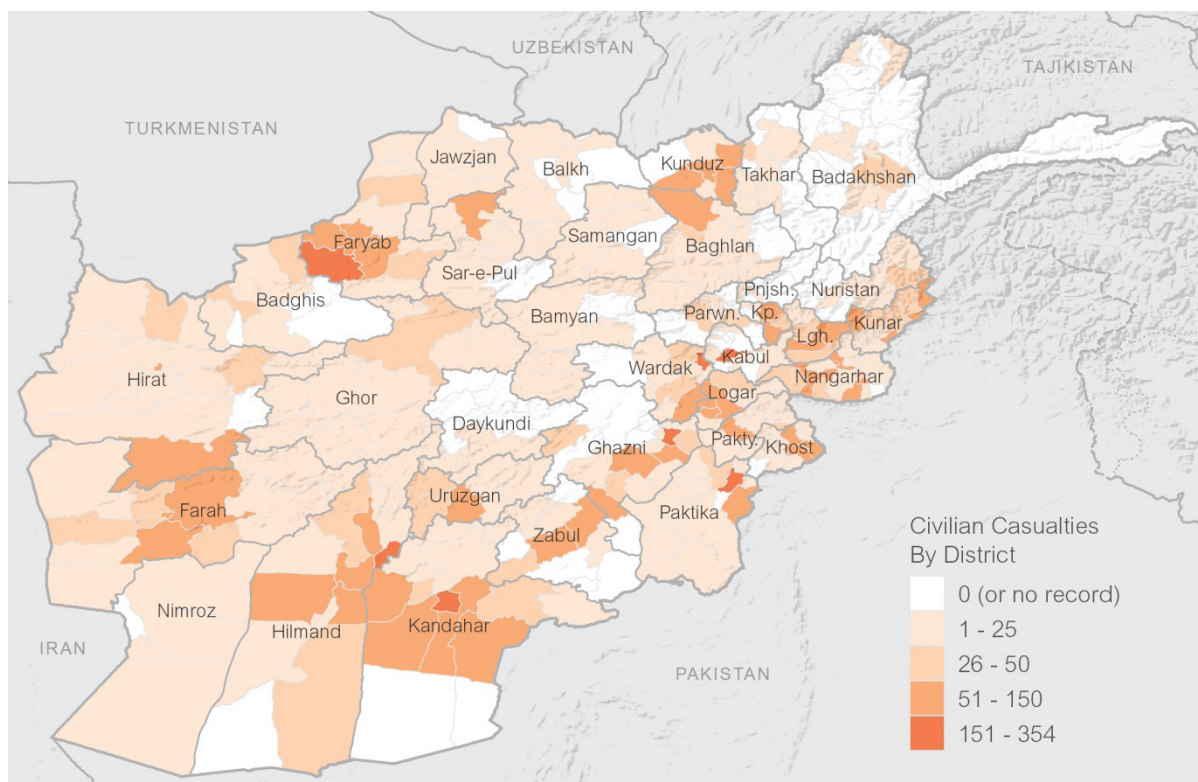 UZBEKISTAN
TAJIKISTAN
TURKMENISTAN
Jawzjan
Balkh
Kunduz
Takhar
Badakhshan
Faryab
Samangan
Baghlan
Sar-e-Pul
Badghis
Pnjsh.
Nuristan
Bamyan
Parwn.
Kp.
Lgh.
Kunar
Kabul
Wardak
Hirat
Nangarhar
Ghor
Logar
Daykundi
Ghazni
Pakty.
Khost
Uruzgan
Farah
Paktika
Zabul
Nimroz
Hilmand
Kandahar
IRAN
PAKISTAN
Civilian Casualties
By District
0 (or no record)
1 - 25
26 - 50
51 - 150
151 - 354